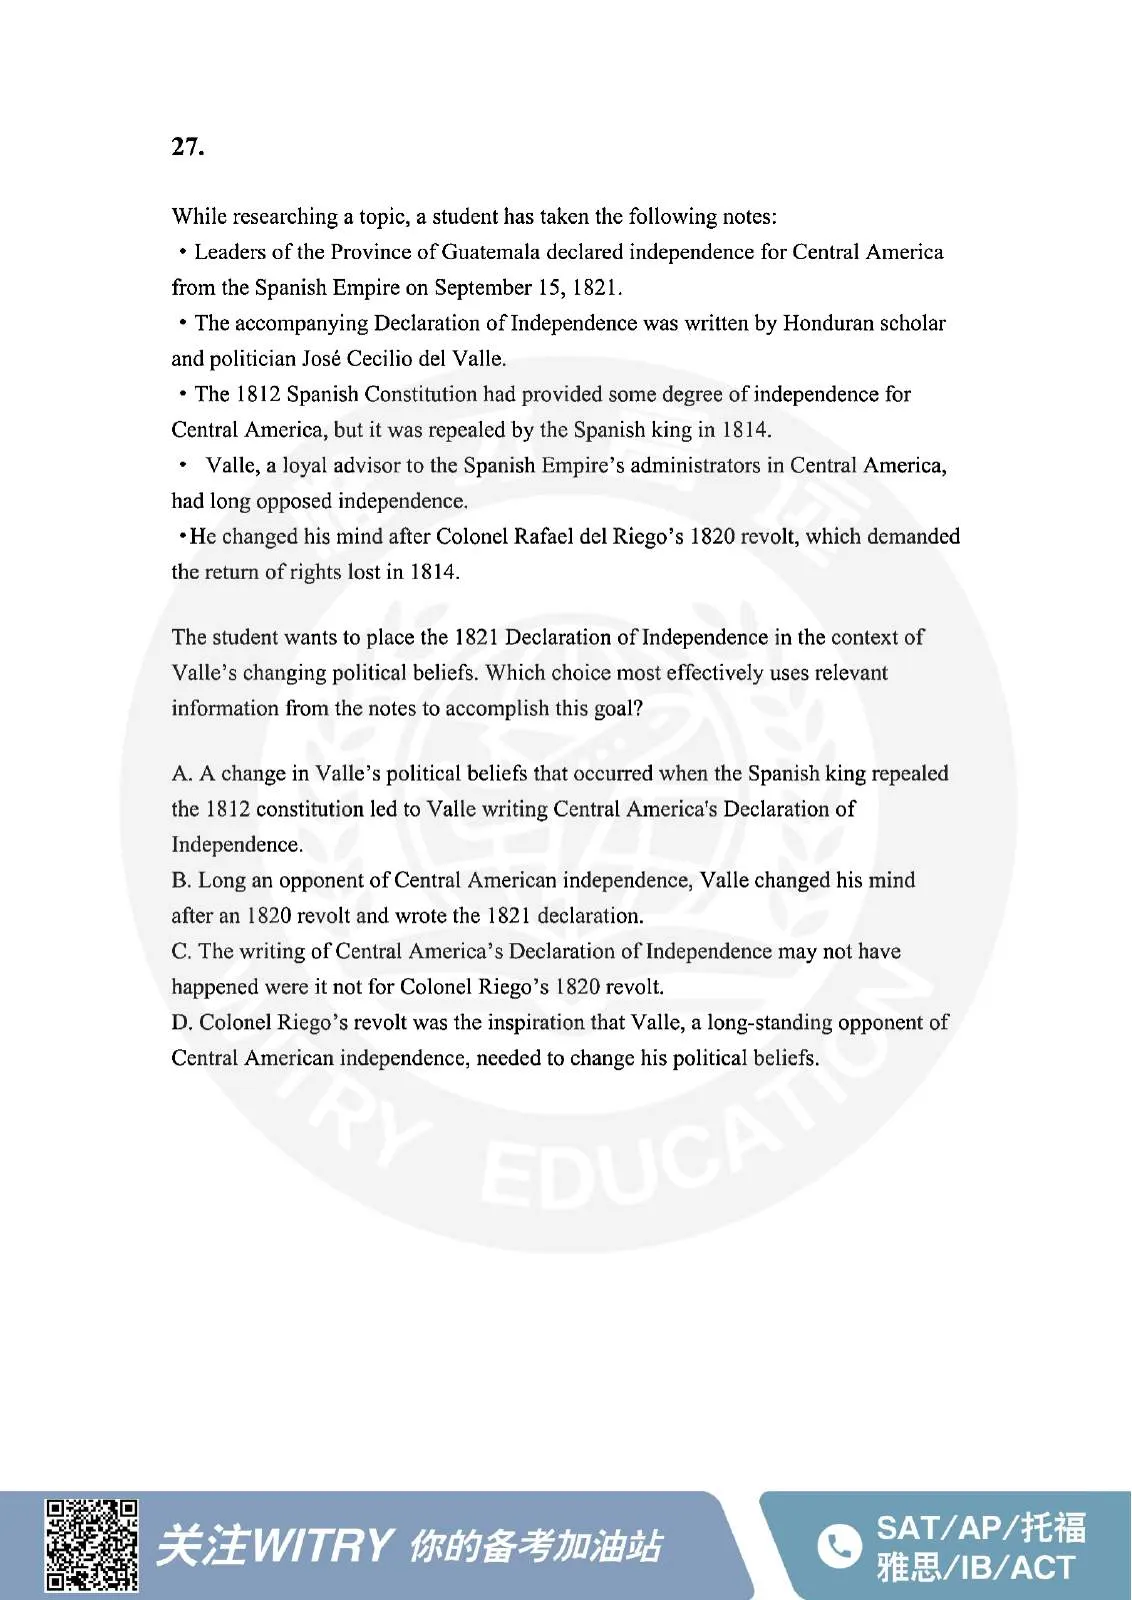 27.
While researching a topic, a student has taken the following notes:
• Leaders of the Province of Guatemala declared independence for Central America
from the Spanish Empire on September 15, 1821.
• The accompanying Declaration of Independence was written by Honduran scholar
and politician José Cecilio del Valle.
• The 1812 Spanish Constitution had provided some degree of independence for
Central America, but it was repealed by the Spanish king in 1814.
• Valle, a loyal advisor to the Spanish Empire’s administrators in Central America,
had long opposed independence.
•He changed his mind after Colonel Rafael del Riego’s 1820 revolt, which demanded
the return of rights lost in 1814.
The student wants to place the 1821 Declaration of Independence in the context of
Valle’s changing political beliefs. Which choice most effectively uses relevant
information from the notes to accomplish this goal?
A. A change in Valle’s political beliefs that occurred when the Spanish king repealed
the 1812 constitution led to Valle writing Central America's Declaration of
Independence.
B. Long an opponent of Central American independence, Valle changed his mind
after an 1820 revolt and wrote the 1821 declaration.
C. The writing of Central America’s Declaration of Independence may not have
happened were it not for Colonel Riego’s 1820 revolt.
D. Colonel Riego’s revolt was the inspiration that Valle, a long-standing opponent of
Central American independence, needed to change his political beliefs.
WITRY EDUCATION
关注WITRY 你的备考加油站
SAT/AP/托福
雅思/IB/ACT